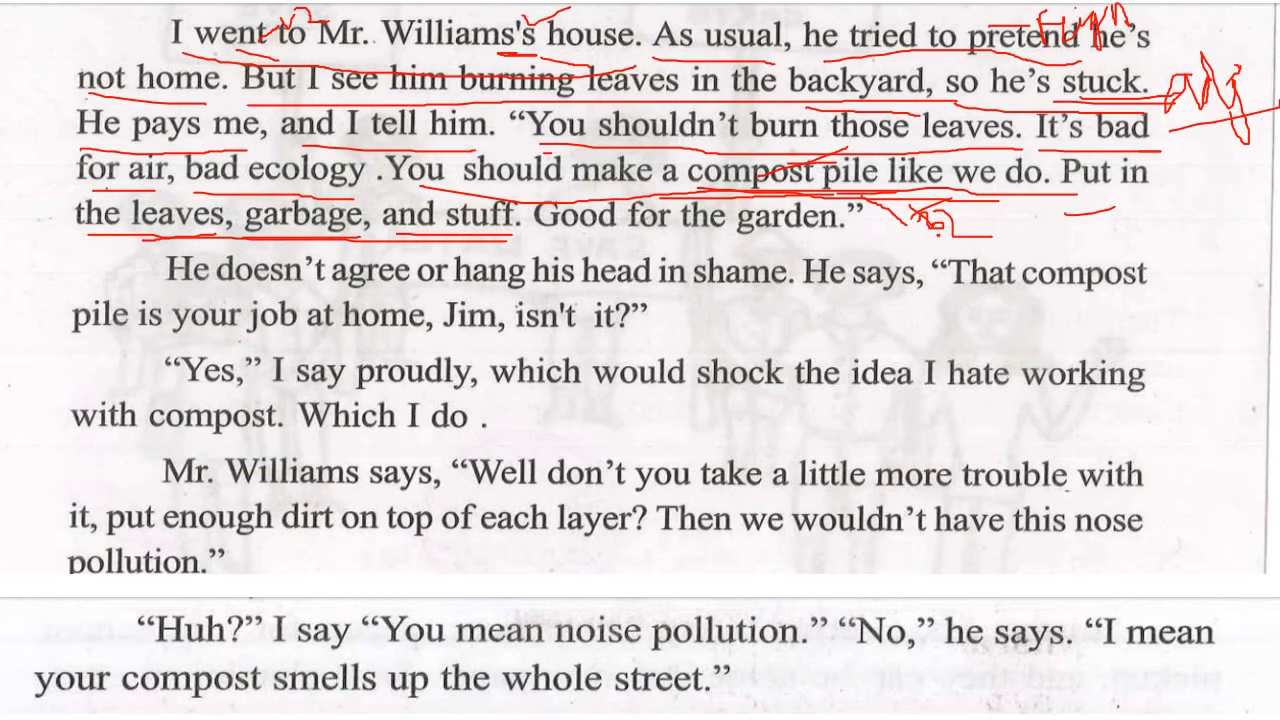 I went to Mr. Williams's house. As usual, he tried to pretend he's
not home. But I see him burning leaves in the backyard, so he's stuck.
He pays me, and I tell him. “You shouldn't burn those leaves. It's bad
for air, bad ecology .You should make a compost pile like we do. Put in
the leaves, garbage, and stuff. Good for the garden.”
He doesn't agree or hang his head in shame. He says, “That compost
pile is your job at home, Jim, isn't it?”
“Yes,” I say proudly, which would shock the idea I hate working
with compost. Which I do .
Mr. Williams says, “Well don't you take a little more trouble with
it, put enough dirt on top of each layer? Then we wouldn't have this nose
pollution.”
“Huh?” I say “You mean noise pollution.” “No,” he says. “I mean
your compost smells up the whole street.”